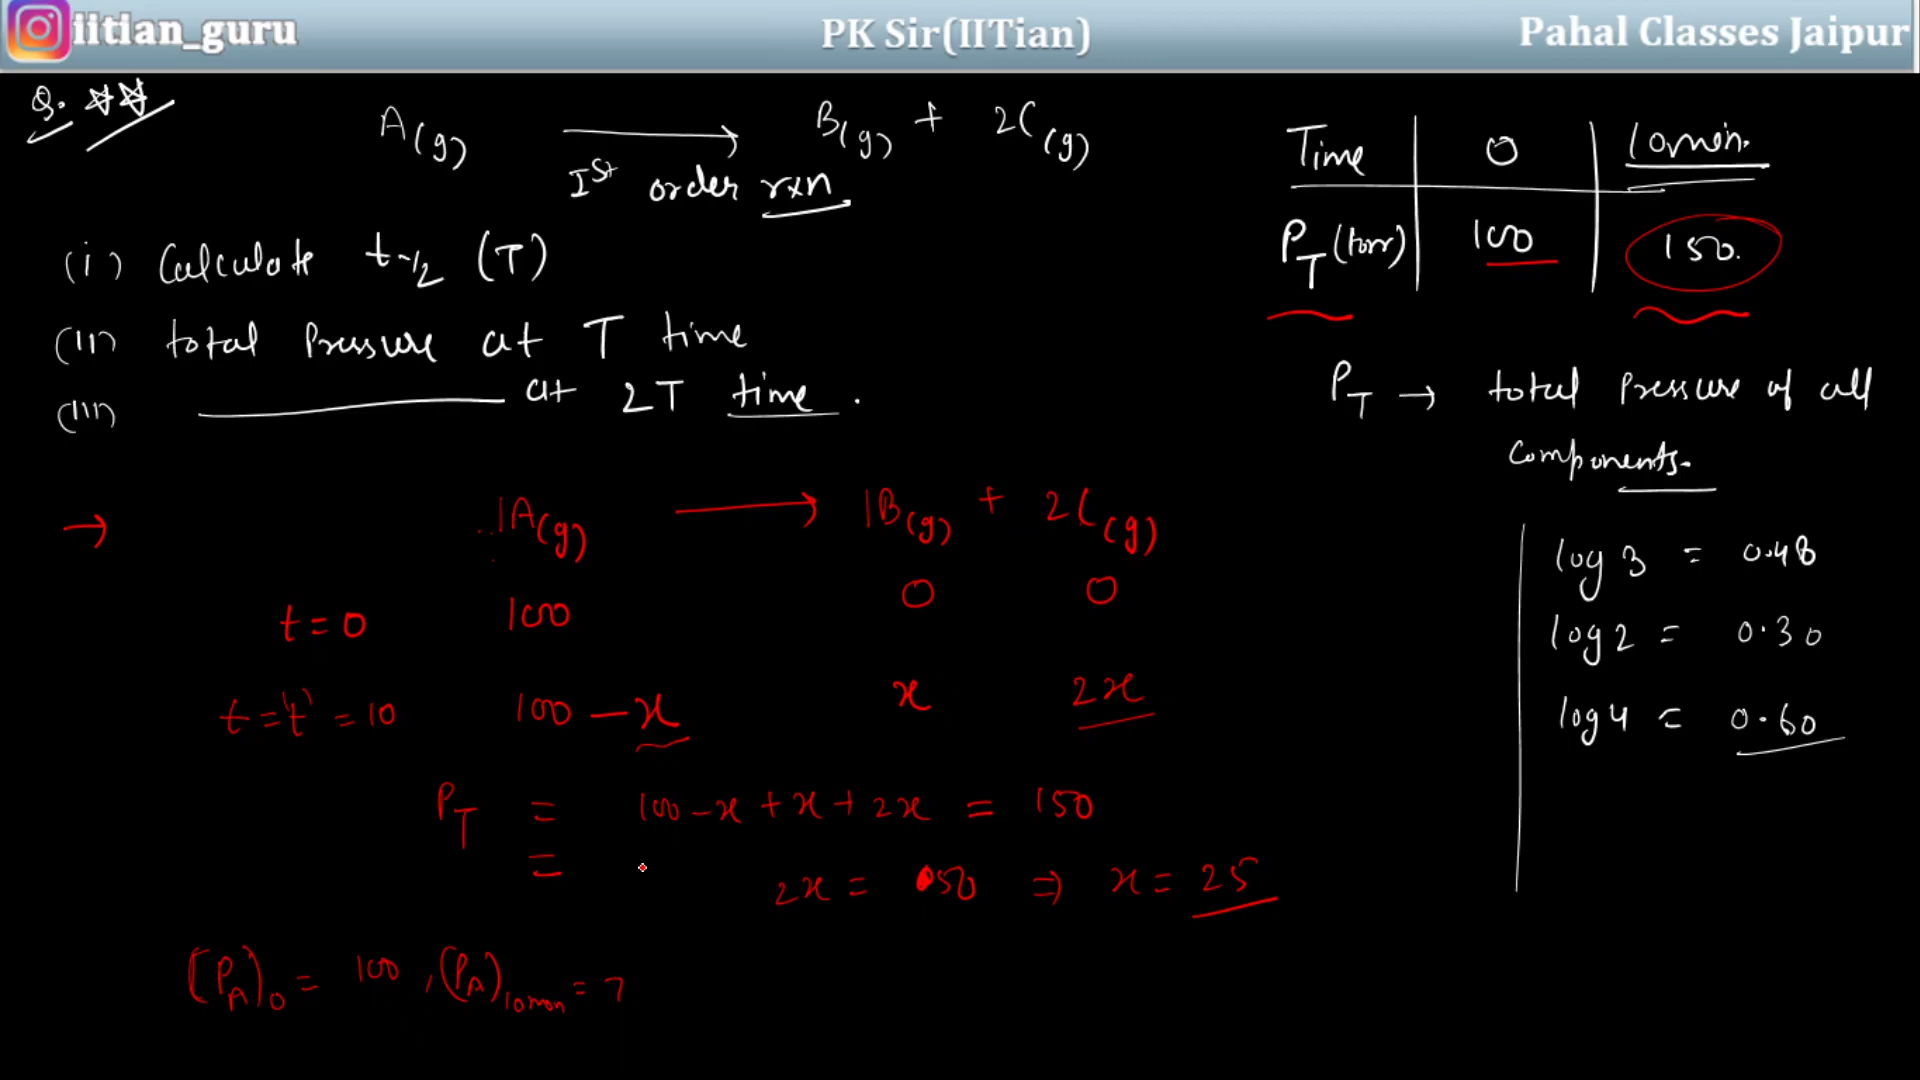 iitian_guru PK Sir(IITian) Pahal Classes Jaipur
Q.
A(g) ⟶ B(g) + 2C(g)
Ist order rxn
(i) Calculate t1/2 (T)
(ii) total Pressure at T time
(iii) ________ at 2T time.
Time | 0 | 10min.
PT (torr) | 100 | 150.
PT → total pressure of all
components.
log 3 = 0.48
log 2 = 0.30
log 4 = 0.60
→ 1A(g) ⟶ 1B(g) + 2C(g)
t = 0 100 0 0
t = 't' = 10 100 - x x 2x
PT = 100 - x + x + 2x = 150
= 2x = 50 ⇒ x = 25
(PA)0 = 100, (PA)10min = 7